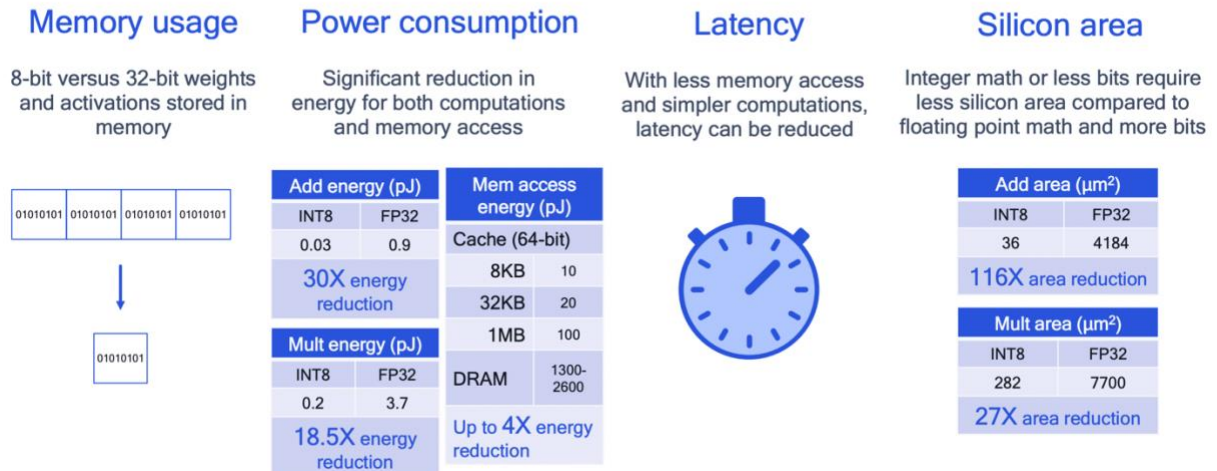 Memory usage
8-bit versus 32-bit weights
and activations stored in
memory
01010101 01010101 01010101 01010101
01010101
Power consumption
Significant reduction in
energy for both computations
and memory access
Add energy (pJ)
INT8 FP32
0.03 0.9
30X energy
reduction
Mult energy (pJ)
INT8 FP32
0.2 3.7
18.5X energy
reduction
Mem access
energy (pJ)
Cache (64-bit)
8KB 10
32KB 20
1MB 100
DRAM 1300-
2600
Up to 4X energy
reduction
Latency
With less memory access
and simpler computations,
latency can be reduced
Silicon area
Integer math or less bits require
less silicon area compared to
floating point math and more bits
Add area (µm²)
INT8 FP32
36 4184
116X area reduction
Mult area (µm²)
INT8 FP32
282 7700
27X area reduction